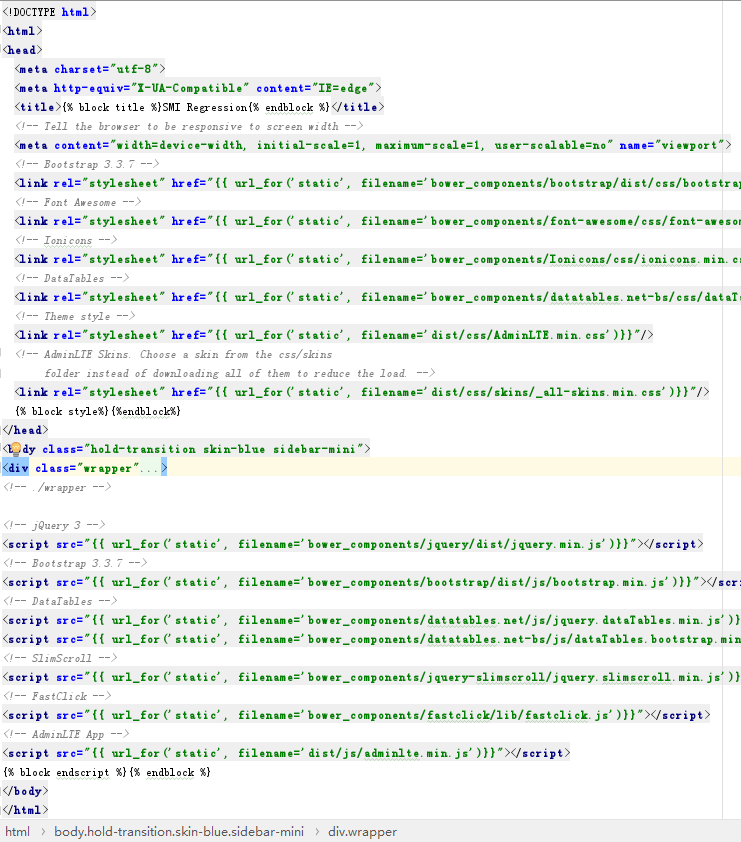 <!DOCTYPE html>
<html>
<head>
<meta charset="utf-8">
<meta http-equiv="X-UA-Compatible" content="IE=edge">
<title>{% block title %}SMI Regression{% endblock %}</title>
<!-- Tell the browser to be responsive to screen width -->
<meta content="width=device-width, initial-scale=1, maximum-scale=1, user-scalable=no" name="viewport">
<!-- Bootstrap 3.3.7 -->
<link rel="stylesheet" href="{{ url_for('static', filename='bower_components/bootstrap/dist/css/bootstrap
<!-- Font Awesome -->
<link rel="stylesheet" href="{{ url_for('static', filename='bower_components/font-awesome/css/font-aweso
<!-- Ionicons -->
<link rel="stylesheet" href="{{ url_for('static', filename='bower_components/Ionicons/css/ionicons.min.cs
<!-- DataTables -->
<link rel="stylesheet" href="{{ url_for('static', filename='bower_components/datatables.net-bs/css/dataT
<!-- Theme style -->
<link rel="stylesheet" href="{{ url_for('static', filename='dist/css/AdminLTE.min.css')}}"/>
<!-- AdminLTE Skins. Choose a skin from the css/skins
folder instead of downloading all of them to reduce the load. -->
<link rel="stylesheet" href="{{ url_for('static', filename='dist/css/skins/_all-skins.min.css')}}"/>
{% block style%}{%endblock%}
</head>
<body class="hold-transition skin-blue sidebar-mini">
<div class="wrapper"...>
<!-- ./wrapper -->
<!-- jQuery 3 -->
<script src="{{ url_for('static', filename='bower_components/jquery/dist/jquery.min.js')}}"></script>
<!-- Bootstrap 3.3.7 -->
<script src="{{ url_for('static', filename='bower_components/bootstrap/dist/js/bootstrap.min.js')}}"></scri
<!-- DataTables -->
<script src="{{ url_for('static', filename='bower_components/datatables.net/js/jquery.dataTables.min.js')}
<script src="{{ url_for('static', filename='bower_components/datatables.net-bs/js/dataTables.bootstrap.min
<!-- SlimScroll -->
<script src="{{ url_for('static', filename='bower_components/jquery-slimscroll/jquery.slimscroll.min.js')}
<!-- FastClick -->
<script src="{{ url_for('static', filename='bower_components/fastclick/lib/fastclick.js')}}"></script>
<!-- AdminLTE App -->
<script src="{{ url_for('static', filename='dist/js/adminlte.min.js')}}"></script>
{% block endscript %}{% endblock %}
</body>
</html>
html › body.hold-transition.skin-blue.sidebar-mini › div.wrapper